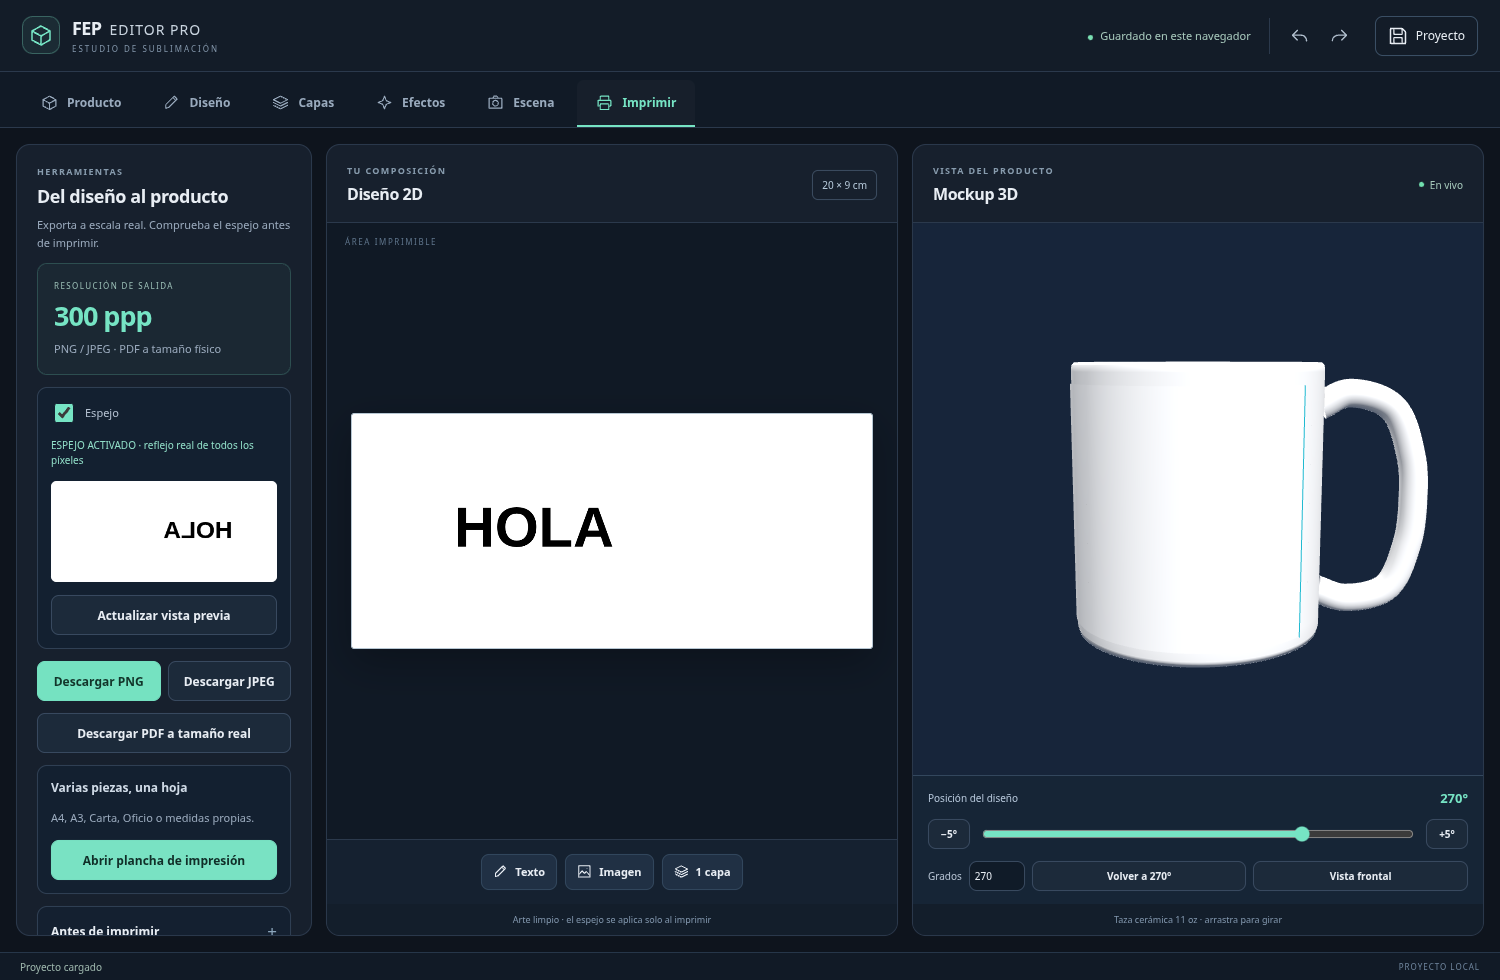 FEP EDITOR PRO
ESTUDIO DE SUBLIMACIÓN
Guardado en este navegador
Proyecto
Producto
Diseño
Capas
Efectos
Escena
Imprimir
HERRAMIENTAS
Del diseño al producto
Exporta a escala real. Comprueba el espejo antes
de imprimir.
RESOLUCIÓN DE SALIDA
300 ppp
PNG / JPEG · PDF a tamaño físico
Espejo
ESPEJO ACTIVADO · reflejo real de todos los
píxeles
HOLA
Actualizar vista previa
Descargar PNG
Descargar JPEG
Descargar PDF a tamaño real
Varias piezas, una hoja
A4, A3, Carta, Oficio o medidas propias.
Abrir plancha de impresión
Antes de imprimir +
TU COMPOSICIÓN
Diseño 2D
20 × 9 cm
ÁREA IMPRIMIBLE
HOLA
Texto
Imagen
1 capa
Arte limpio · el espejo se aplica solo al imprimir
VISTA DEL PRODUCTO
Mockup 3D
En vivo
Posición del diseño
270°
−5°
+5°
Grados
270
Volver a 270°
Vista frontal
Taza cerámica 11 oz · arrastra para girar
Proyecto cargado
PROYECTO LOCAL